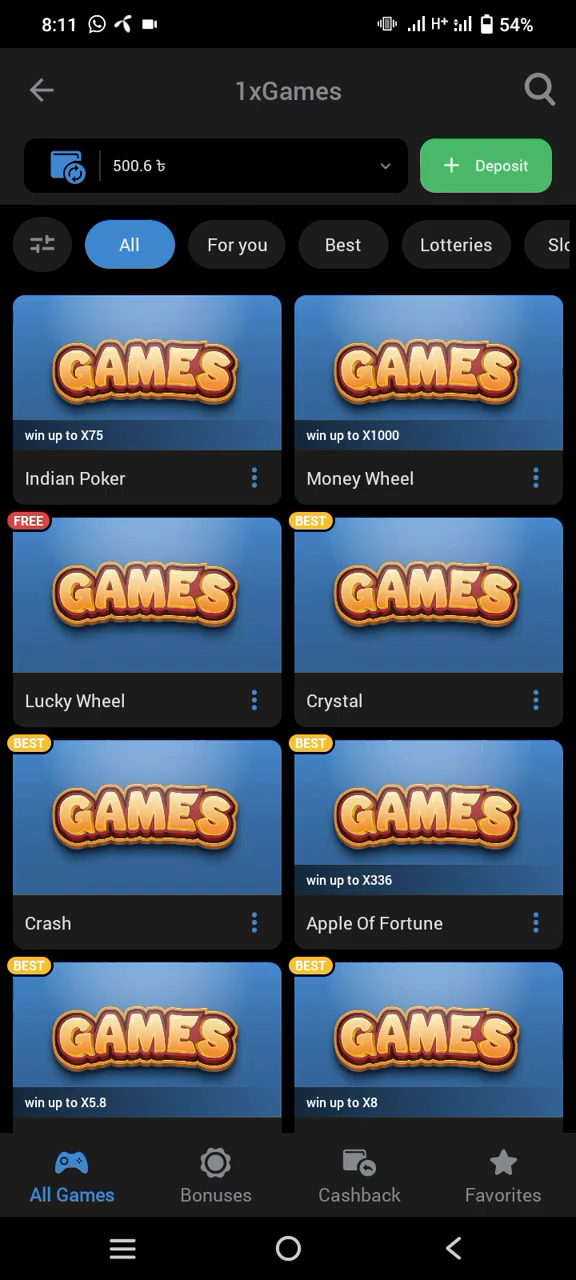 8:11 H+ 54%
1xGames
500.6 ৳ + Deposit
All For you Best Lotteries Slo
GAMES GAMES
win up to X75 win up to X1000
Indian Poker Money Wheel
FREE BEST
GAMES GAMES
Lucky Wheel Crystal
BEST BEST
GAMES GAMES
win up to X336
Crash Apple Of Fortune
BEST BEST
GAMES GAMES
win up to X5.8 win up to X8
All Games Bonuses Cashback Favorites